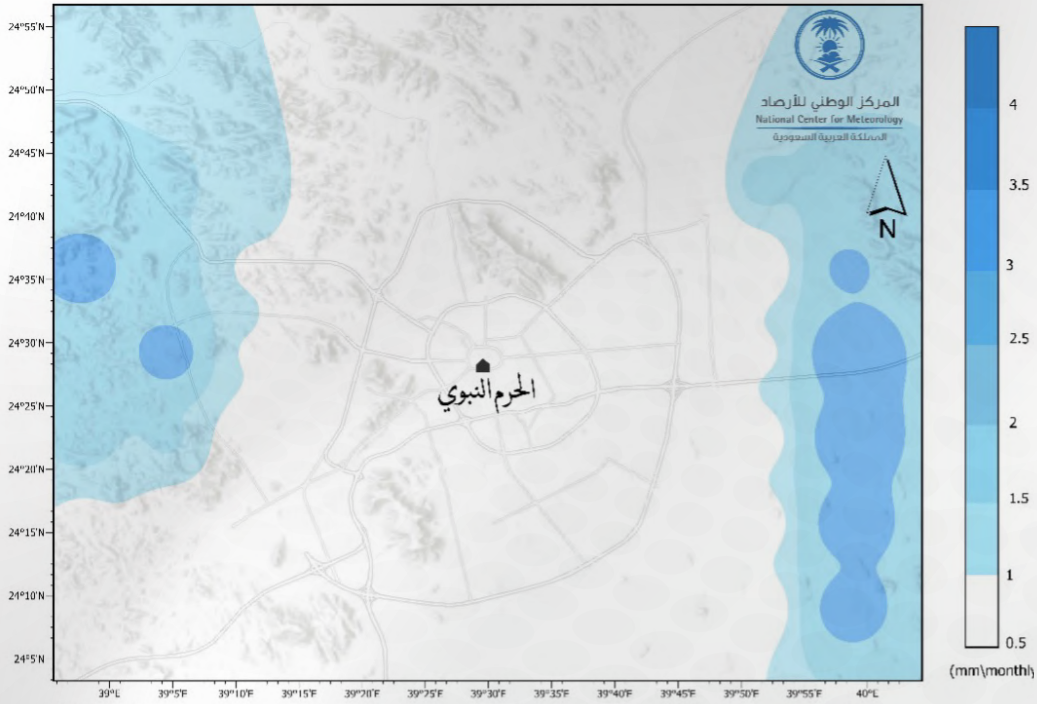 24°55'N
24°50'N
24°45'N
24°40'N
24°35'N
24°30'N
24°25'N
24°20'N
24°15'N
24°10'N
24°5'N
39°E
39°5'E
39°10'E
39°15'E
39°20'E
39°25'E
39°30'E
39°35'E
39°40'E
39°45'E
39°50'E
39°55'E
40°E
المركز الوطني للأرصاد
National Center for Meteorology
المملكة العربية السعودية
N
الحرم النبوي
4
3.5
3
2.5
2
1.5
1
0.5
(mm\monthly